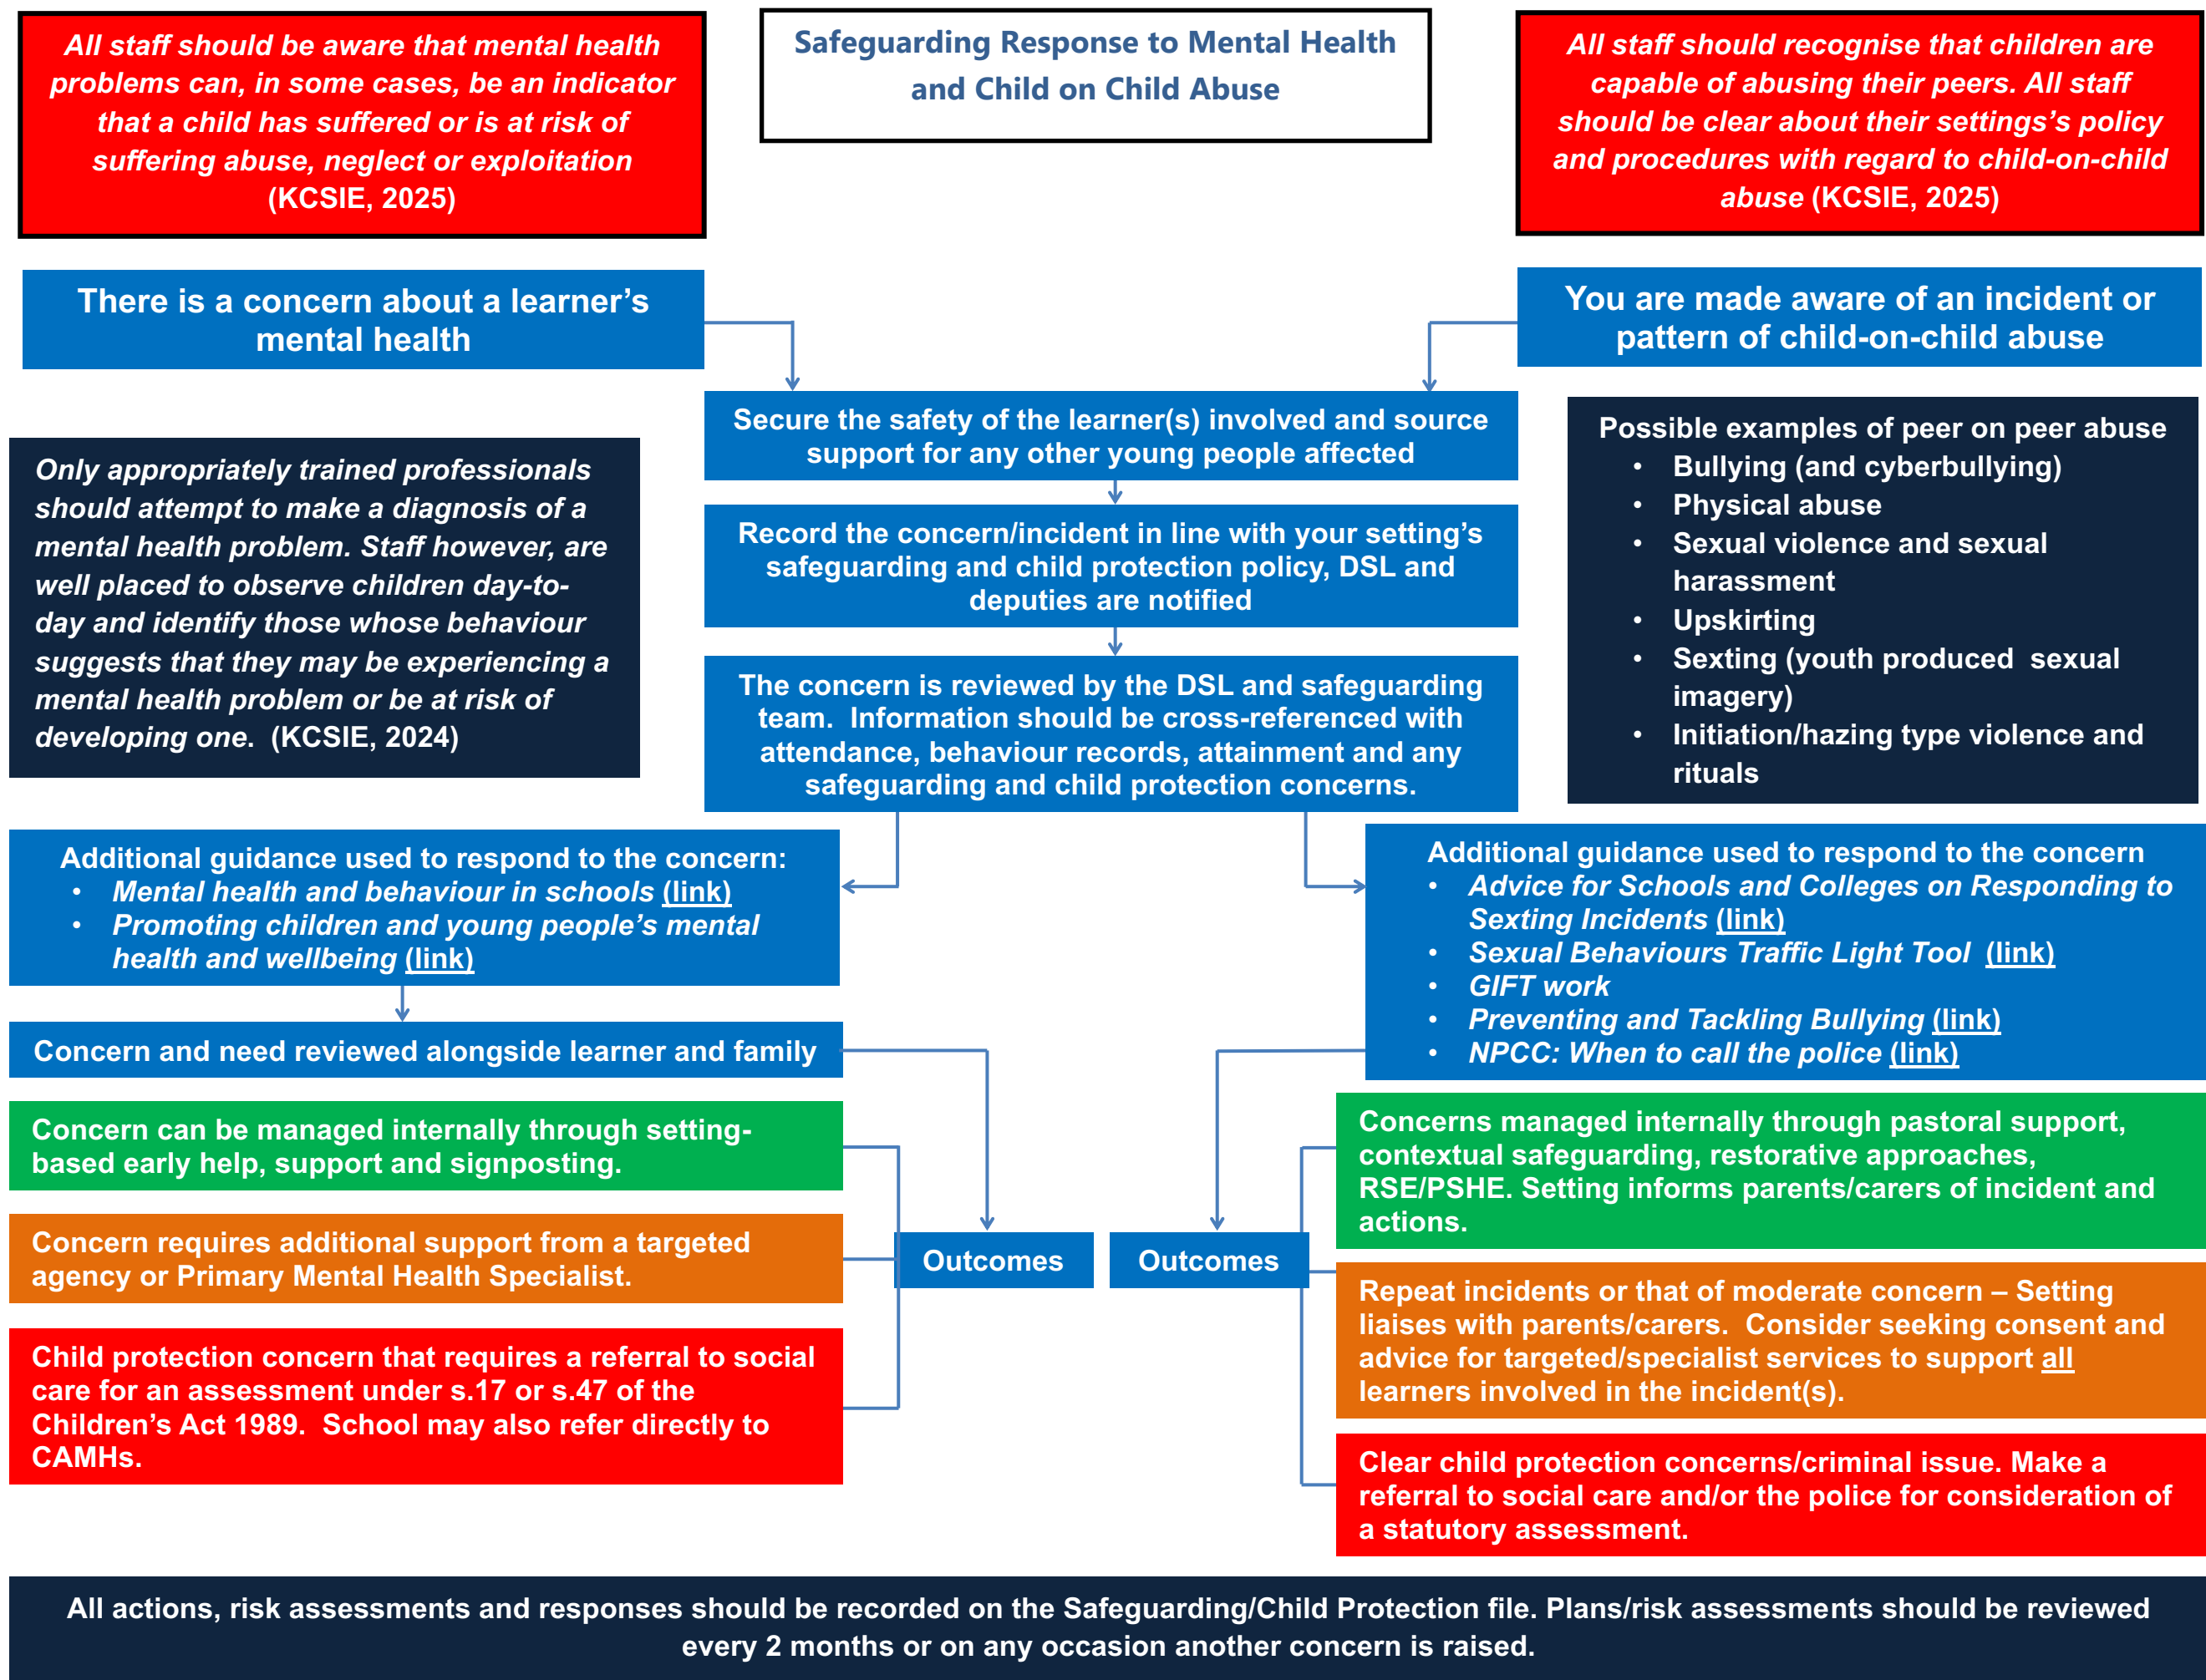 All staff should be aware that mental health
problems can, in some cases, be an indicator
that a child has suffered or is at risk of
suffering abuse, neglect or exploitation
(KCSIE, 2025)
Safeguarding Response to Mental Health
and Child on Child Abuse
All staff should recognise that children are
capable of abusing their peers. All staff
should be clear about their settings's policy
and procedures with regard to child-on-child
abuse (KCSIE, 2025)
There is a concern about a learner's
mental health
You are made aware of an incident or
pattern of child-on-child abuse
Secure the safety of the learner(s) involved and source
support for any other young people affected
Record the concern/incident in line with your setting's
safeguarding and child protection policy, DSL and
deputies are notified
The concern is reviewed by the DSL and safeguarding
team. Information should be cross-referenced with
attendance, behaviour records, attainment and any
safeguarding and child protection concerns.
Only appropriately trained professionals
should attempt to make a diagnosis of a
mental health problem. Staff however, are
well placed to observe children day-to-
day and identify those whose behaviour
suggests that they may be experiencing a
mental health problem or be at risk of
developing one. (KCSIE, 2024)
Possible examples of peer on peer abuse
• Bullying (and cyberbullying)
• Physical abuse
• Sexual violence and sexual
harassment
• Upskirting
• Sexting (youth produced sexual
imagery)
• Initiation/hazing type violence and
rituals
Additional guidance used to respond to the concern:
• Mental health and behaviour in schools (link)
• Promoting children and young people's mental
health and wellbeing (link)
Concern and need reviewed alongside learner and family
Additional guidance used to respond to the concern
• Advice for Schools and Colleges on Responding to
Sexting Incidents (link)
• Sexual Behaviours Traffic Light Tool (link)
• GIFT work
• Preventing and Tackling Bullying (link)
• NPCC: When to call the police (link)
Concern can be managed internally through setting-
based early help, support and signposting.
Concern requires additional support from a targeted
agency or Primary Mental Health Specialist.
Child protection concern that requires a referral to social
care for an assessment under s.17 or s.47 of the
Children's Act 1989. School may also refer directly to
CAMHs.
Outcomes
Outcomes
Concerns managed internally through pastoral support,
contextual safeguarding, restorative approaches,
RSE/PSHE. Setting informs parents/carers of incident and
actions.
Repeat incidents or that of moderate concern – Setting
liaises with parents/carers. Consider seeking consent and
advice for targeted/specialist services to support all
learners involved in the incident(s).
Clear child protection concerns/criminal issue. Make a
referral to social care and/or the police for consideration of
a statutory assessment.
All actions, risk assessments and responses should be recorded on the Safeguarding/Child Protection file. Plans/risk assessments should be reviewed
every 2 months or on any occasion another concern is raised.